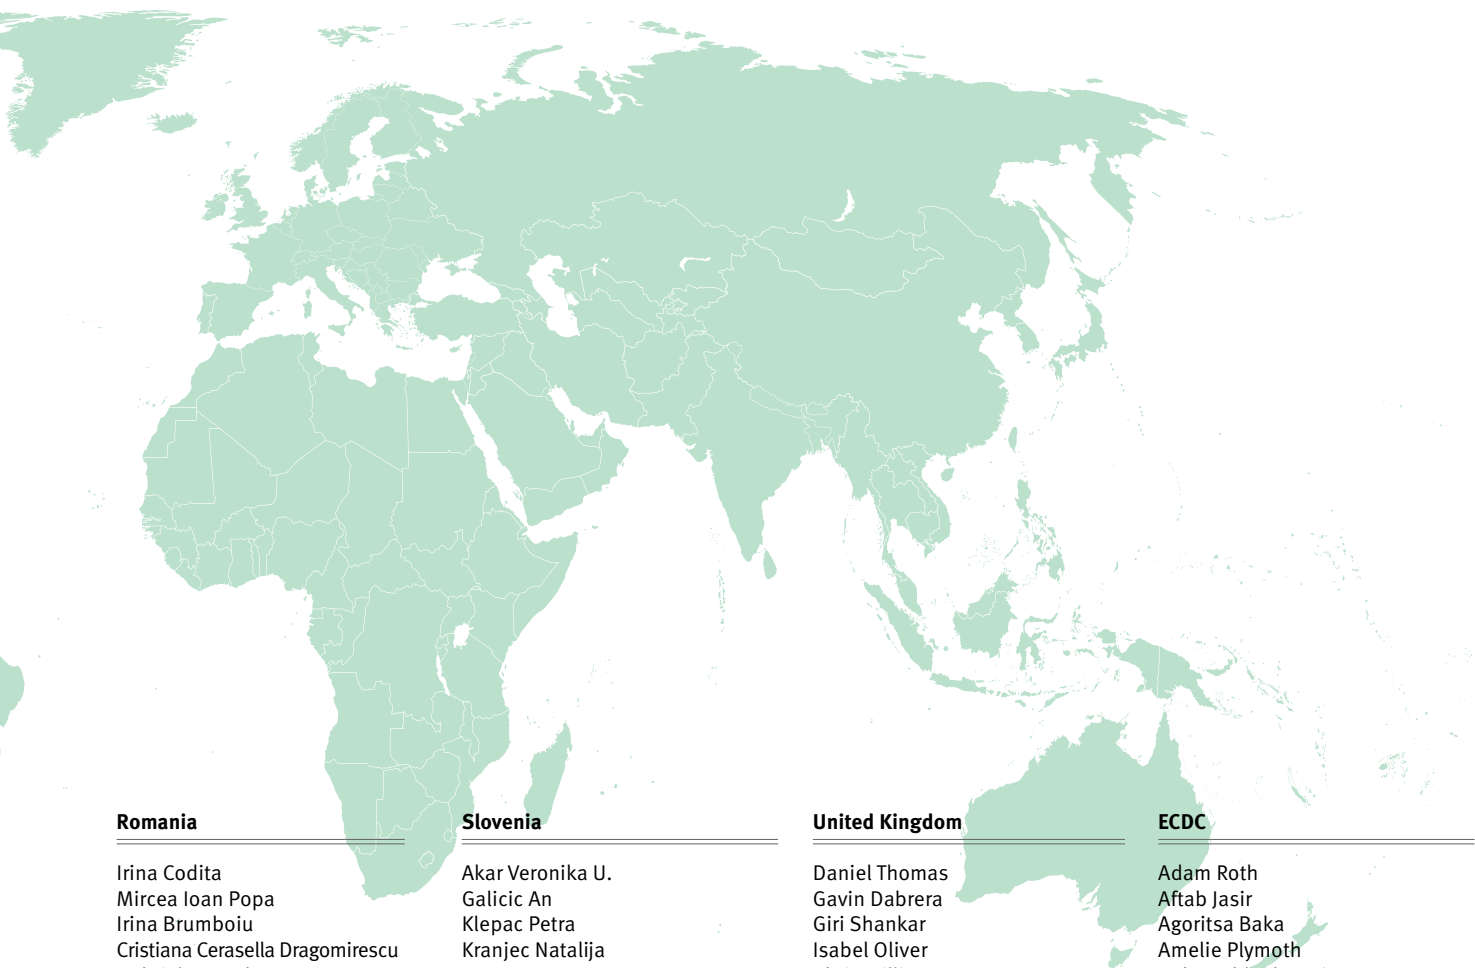 Romania
Irina Codita
Mircea Ioan Popa
Irina Brumboiu
Cristiana Cerasella Dragomirescu
Slovenia
Akar Veronika U.
Galicic An
Klepac Petra
Kranjec Natalija
United Kingdom
Daniel Thomas
Gavin Dabrera
Giri Shankar
Isabel Oliver
ECDC
Adam Roth
Aftab Jasir
Agoritsa Baka
Amelie Plymoth